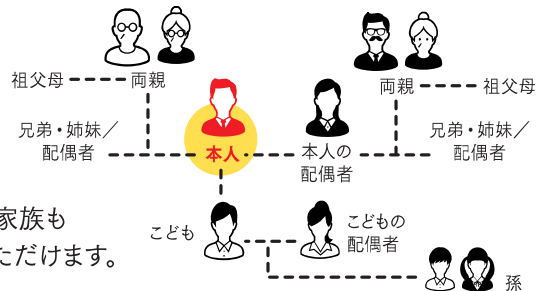 祖父母
両親
両親
祖父母
兄弟・姉妹／
配偶者
本人
本人の
配偶者
兄弟・姉妹／
配偶者
家族も
ただけます。
こども
こどもの
配偶者
孫